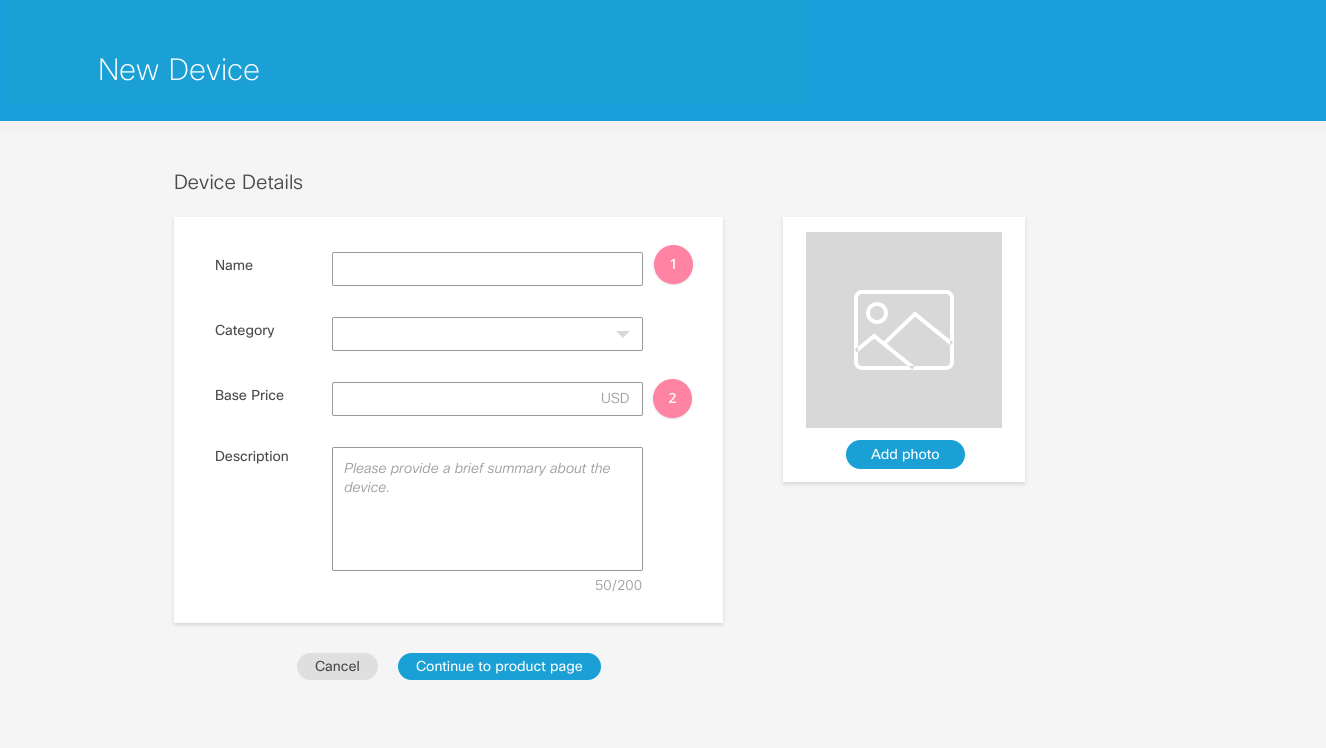 New Device
Device Details
Name
1
Category
Base Price
USD
2
Description
Please provide a brief summary about the
device.
50/200
Add photo
Cancel
Continue to product page